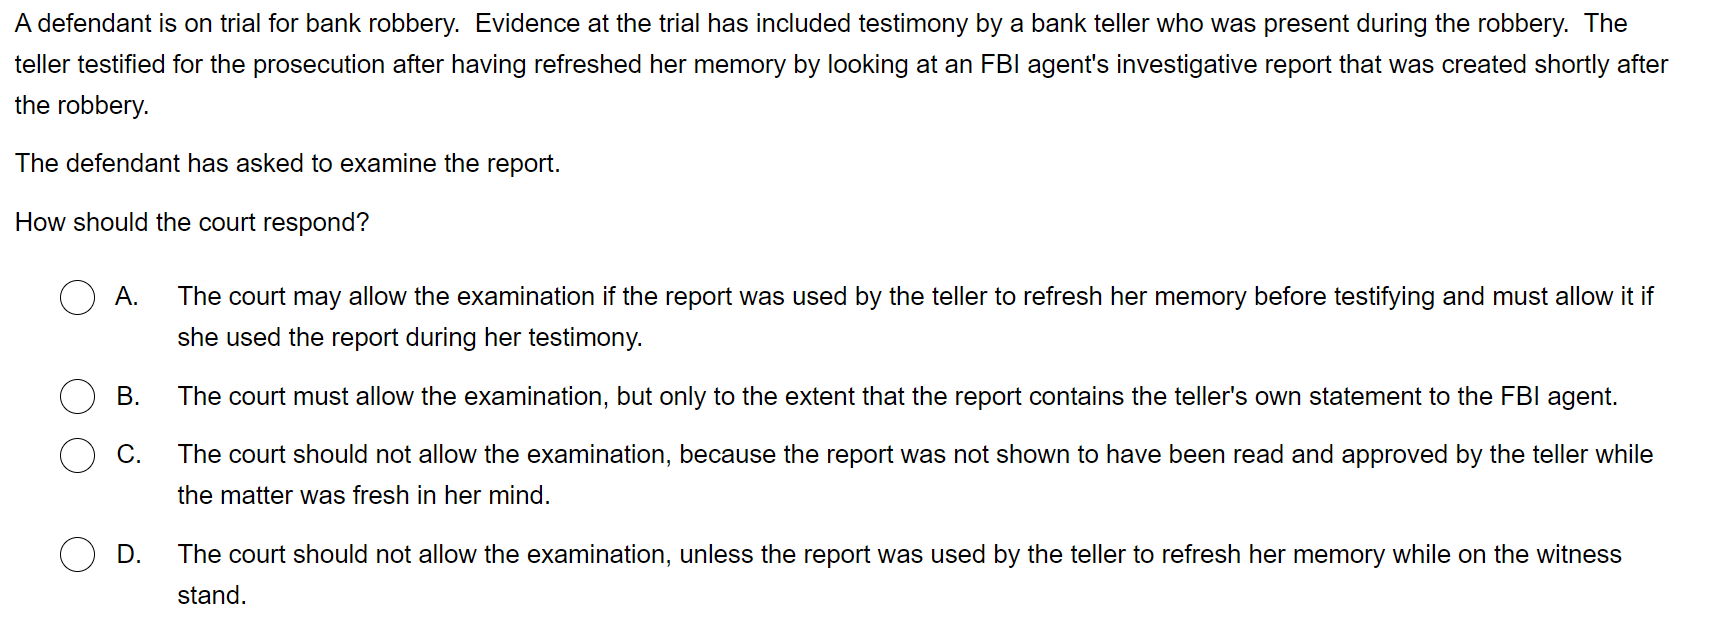 A defendant is on trial for bank robbery.  Evidence at the trial has included testimony by a bank teller who was present during the robbery.  The
teller testified for the prosecution after having refreshed her memory by looking at an FBI agent's investigative report that was created shortly after
the robbery.
The defendant has asked to examine the report.
How should the court respond?
A. The court may allow the examination if the report was used by the teller to refresh her memory before testifying and must allow it if
she used the report during her testimony.
B. The court must allow the examination, but only to the extent that the report contains the teller's own statement to the FBI agent.
C. The court should not allow the examination, because the report was not shown to have been read and approved by the teller while
the matter was fresh in her mind.
D. The court should not allow the examination, unless the report was used by the teller to refresh her memory while on the witness
stand.